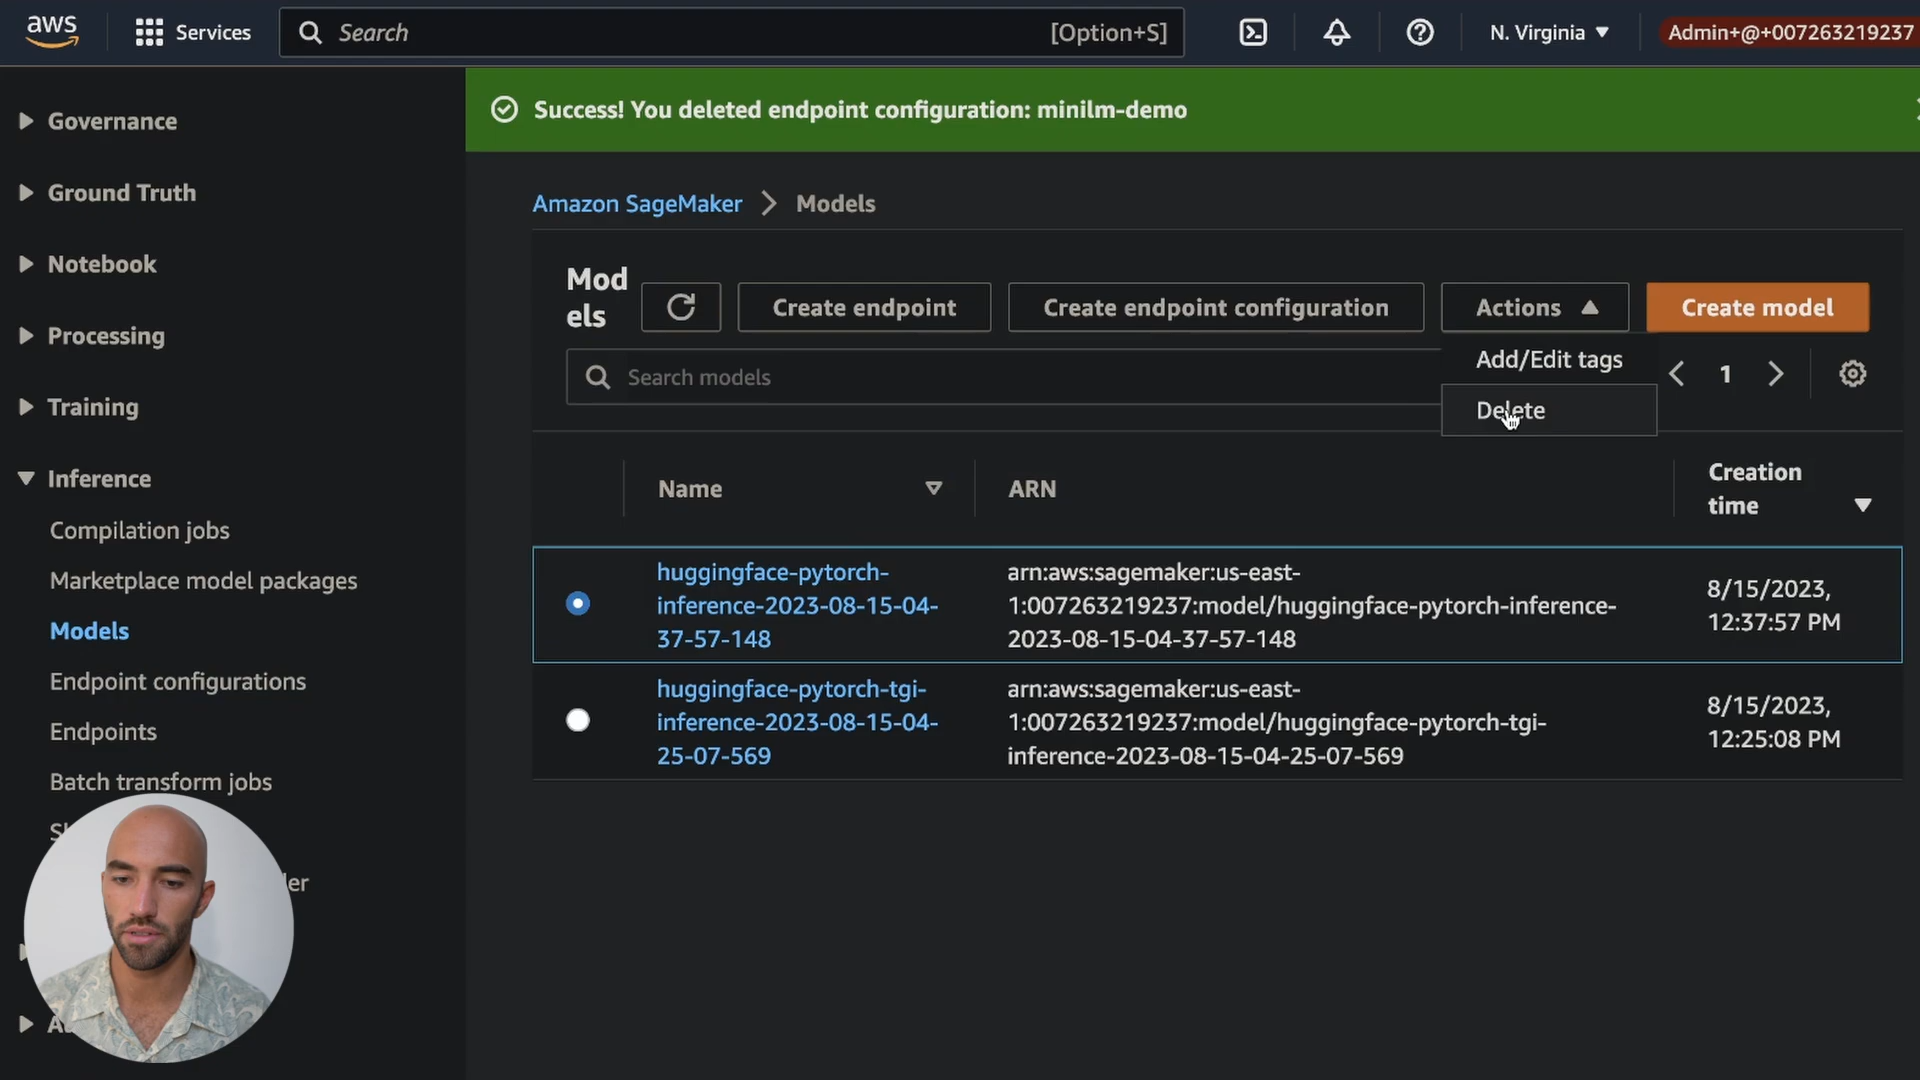 aws
Services
Search
[Option+S]
N. Virginia
Admin+@+007263219237
Governance
Ground Truth
Notebook
Processing
Training
Inference
Compilation jobs
Marketplace model packages
Models
Endpoint configurations
Endpoints
Batch transform jobs
Success! You deleted endpoint configuration: minilm-demo
Amazon SageMaker
Models
Mod
els
Create endpoint
Create endpoint configuration
Actions
Create model
Add/Edit tags
Delete
Search models
1
Name
ARN
Creation
time
huggingface-pytorch-
inference-2023-08-15-04-
37-57-148
arn:aws:sagemaker:us-east-
1:007263219237:model/huggingface-pytorch-inference-
2023-08-15-04-37-57-148
8/15/2023,
12:37:57 PM
huggingface-pytorch-tgi-
inference-2023-08-15-04-
25-07-569
arn:aws:sagemaker:us-east-
1:007263219237:model/huggingface-pytorch-tgi-
inference-2023-08-15-04-25-07-569
8/15/2023,
12:25:08 PM